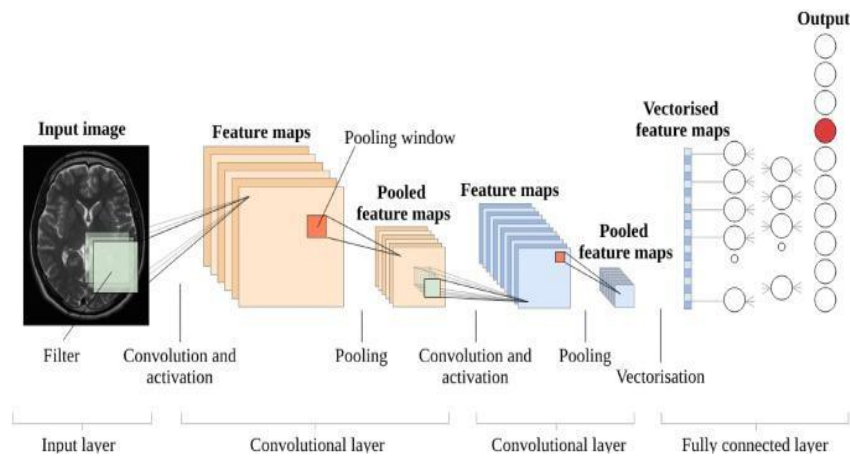 Output
Vectorised
feature maps
Input image
Feature maps
Pooling window
Pooled
feature maps
Feature maps
Pooled
feature maps
Filter
Convolution and
activation
Pooling
Convolution and
activation
Pooling
Vectorisation
Input layer
Convolutional layer
Convolutional layer
Fully connected layer